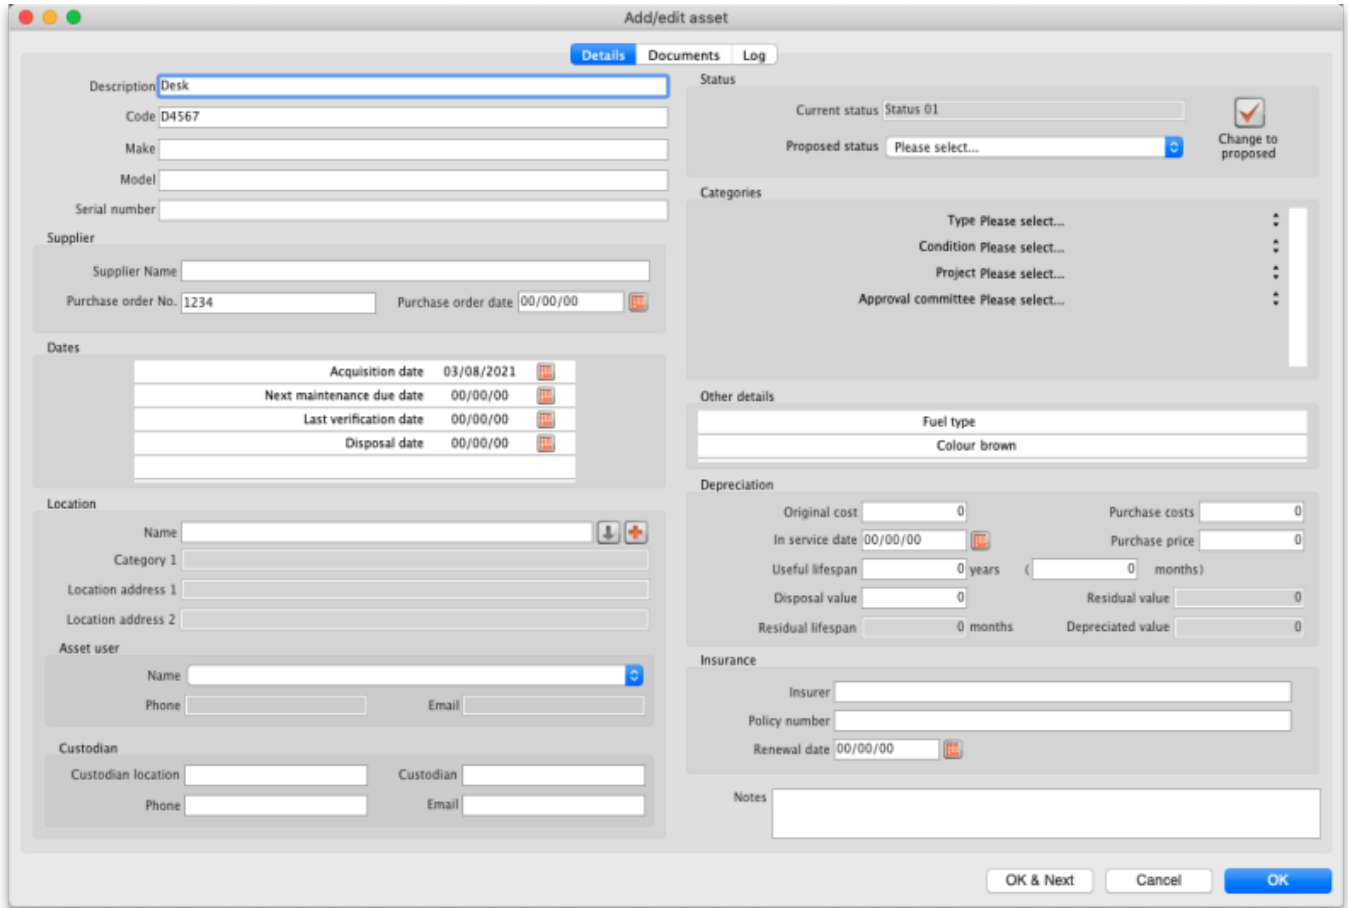 Add/edit asset
Details Documents Log
Description Desk
Code D4567
Make
Model
Serial number
Supplier
Supplier Name
Purchase order No. 1234 Purchase order date 00/00/00
Dates
Acquisition date 03/08/2021
Next maintenance due date 00/00/00
Last verification date 00/00/00
Disposal date 00/00/00
Location
Name
Category 1
Location address 1
Location address 2
Asset user
Name
Phone Email
Custodian
Custodian location Custodian
Phone Email
Status
Current status Status 01
Proposed status Please select...
Change to
proposed
Categories
Type Please select...
Condition Please select...
Project Please select...
Approval committee Please select...
Other details
Fuel type
Colour brown
Depreciation
Original cost 0 Purchase costs 0
In service date 00/00/00 Purchase price 0
Useful lifespan 0 years ( 0 months)
Disposal value 0 Residual value 0
Residual lifespan 0 months Depreciated value 0
Insurance
Insurer
Policy number
Renewal date 00/00/00
Notes
OK & Next Cancel OK